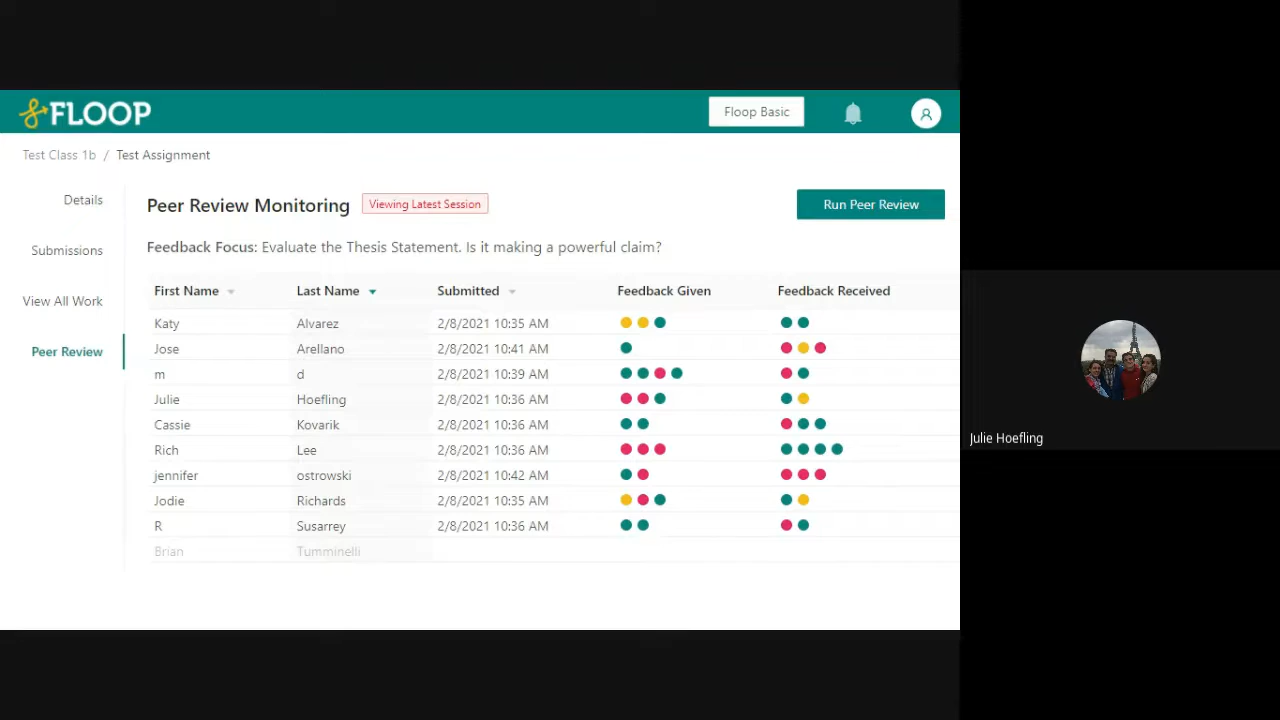 FLOOP
Floop Basic
Test Class 1b / Test Assignment
Details
Submissions
View All Work
Peer Review
Peer Review Monitoring
Viewing Latest Session
Run Peer Review
Feedback Focus: Evaluate the Thesis Statement. Is it making a powerful claim?
First Name Last Name Submitted Feedback Given Feedback Received
Katy Alvarez 2/8/2021 10:35 AM
Jose Arellano 2/8/2021 10:41 AM
m d 2/8/2021 10:39 AM
Julie Hoefling 2/8/2021 10:36 AM
Cassie Kovarik 2/8/2021 10:36 AM
Rich Lee 2/8/2021 10:36 AM
jennifer ostrowski 2/8/2021 10:42 AM
Jodie Richards 2/8/2021 10:35 AM
R Susarrey 2/8/2021 10:36 AM
Brian Tumminelli
Julie Hoefling